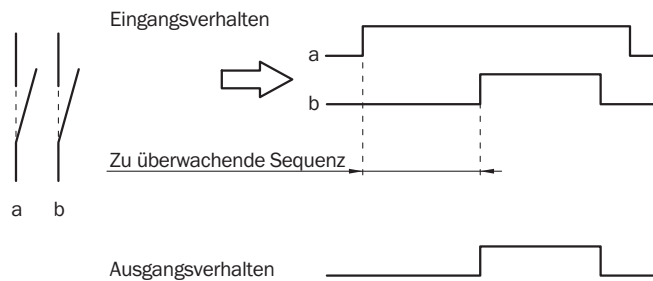 Eingangsverhalten
a
b
Zu überwachende Sequenz
a b
Ausgangsverhalten